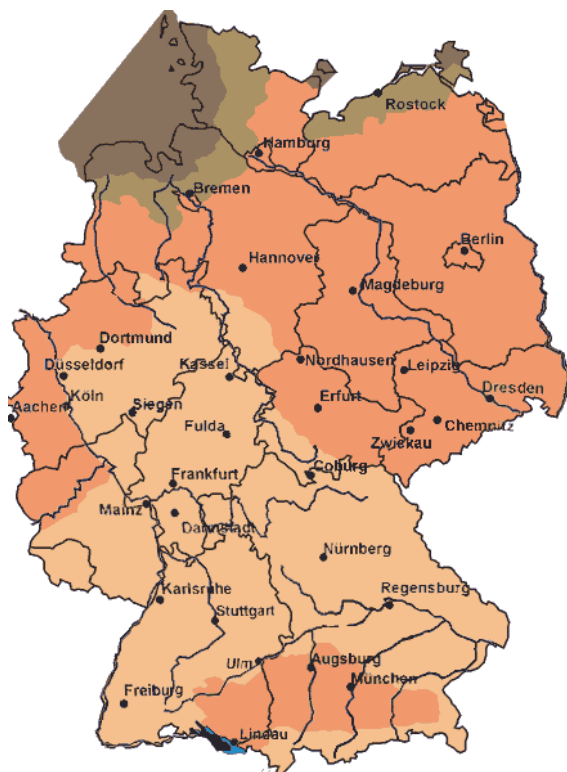 Rostock
Hamburg
Bremen
Berlin
Hannover
Magdeburg
Dortmund
Nordhausen
Düsseldorf
Kassel
Leipzig
Dresden
Köln
Aachen
Siegen
Erfurt
Chemnitz
Fulda
Zwickau
Coburg
Frankfurt
Mainz
Darmstadt
Nürnberg
Karlsruhe
Regensburg
Stuttgart
Ulm
Augsburg
München
Freiburg
Lindau